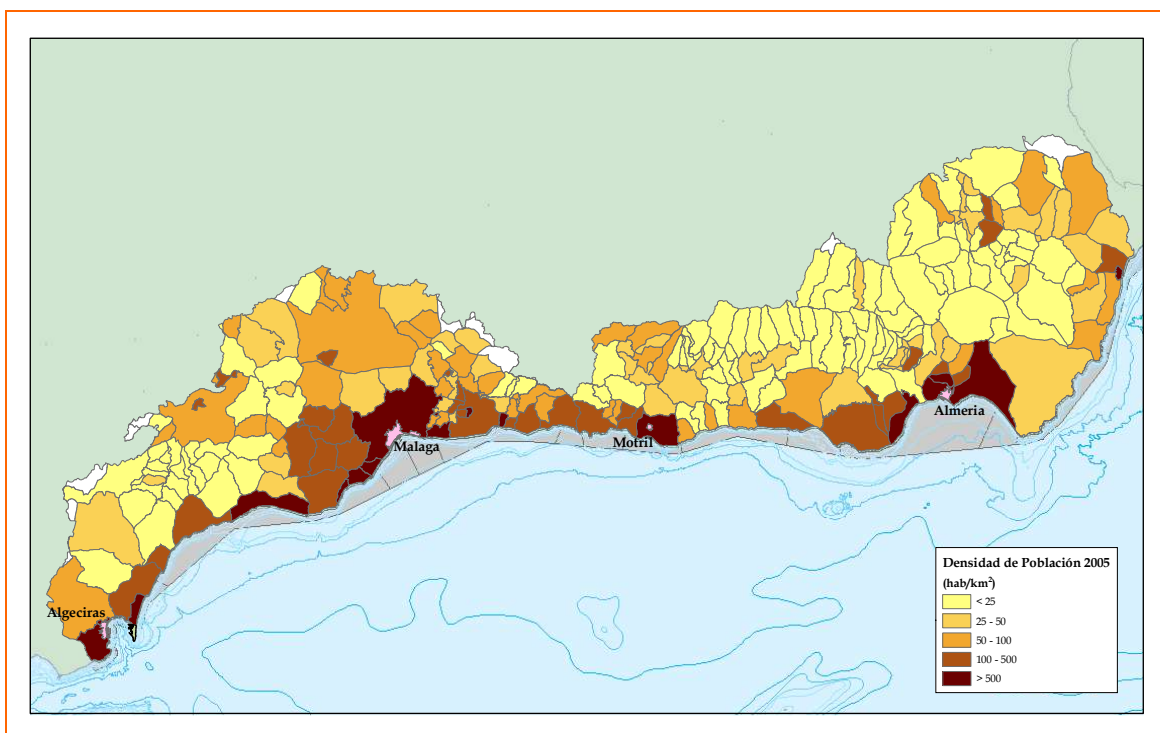 Malaga
Motril
Almeria
Algeciras
Densidad de Población 2005
(hab/km²)
< 25
25 - 50
50 - 100
100 - 500
> 500